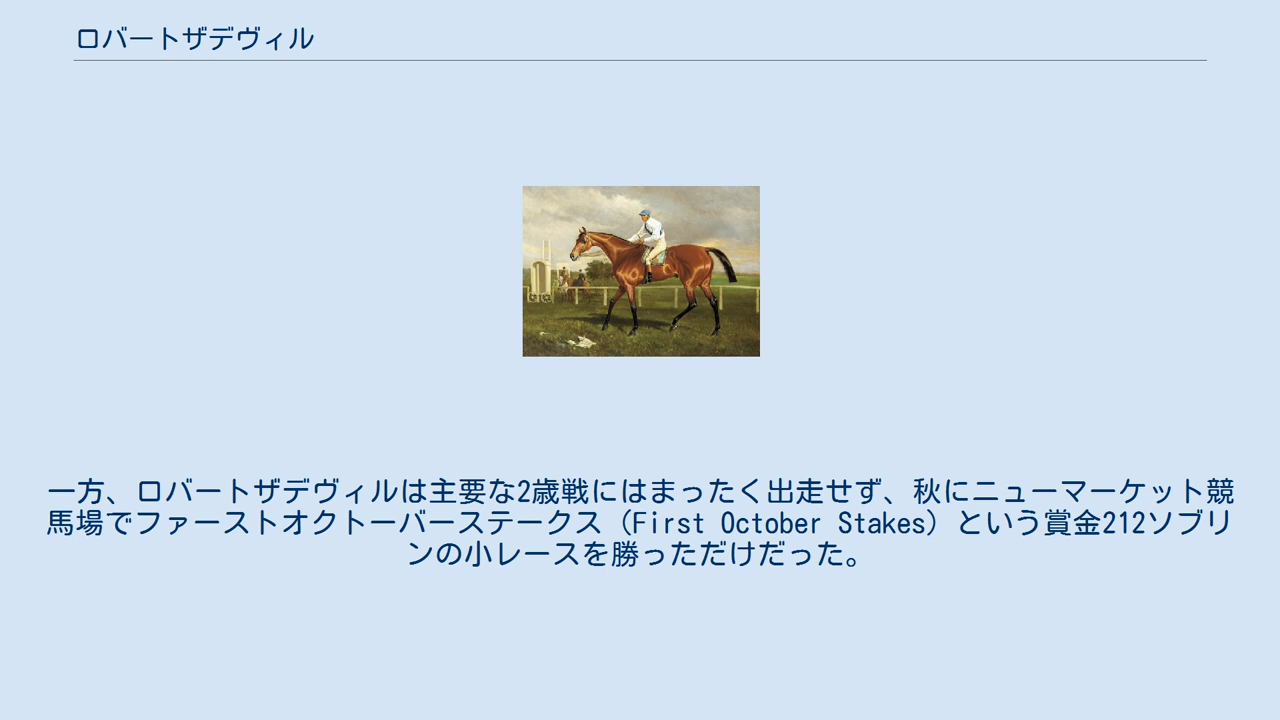 ロバートザデヴィル
一方、ロバートザデヴィルは主要な2歳戦にはまったく出走せず、秋にニューマーケット競
馬場でファーストオクトーバーステークス（First October Stakes）という賞金212ソブリ
ンの小レースを勝っただけだった。